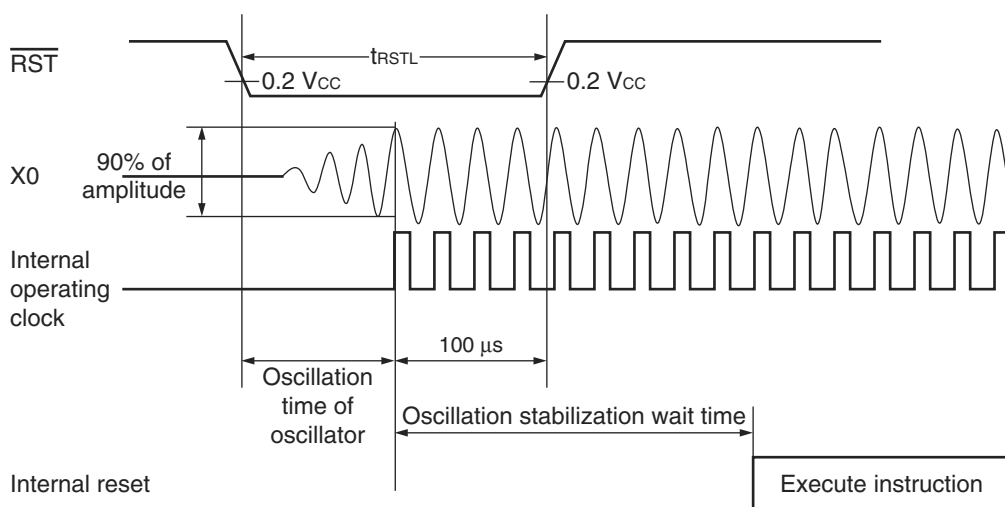 RST
tRSTL
0.2 VCC
0.2 VCC
X0
90% of
amplitude
Internal
operating
clock
100 μs
Oscillation
time of
oscillator
Oscillation stabilization wait time
Internal reset
Execute instruction